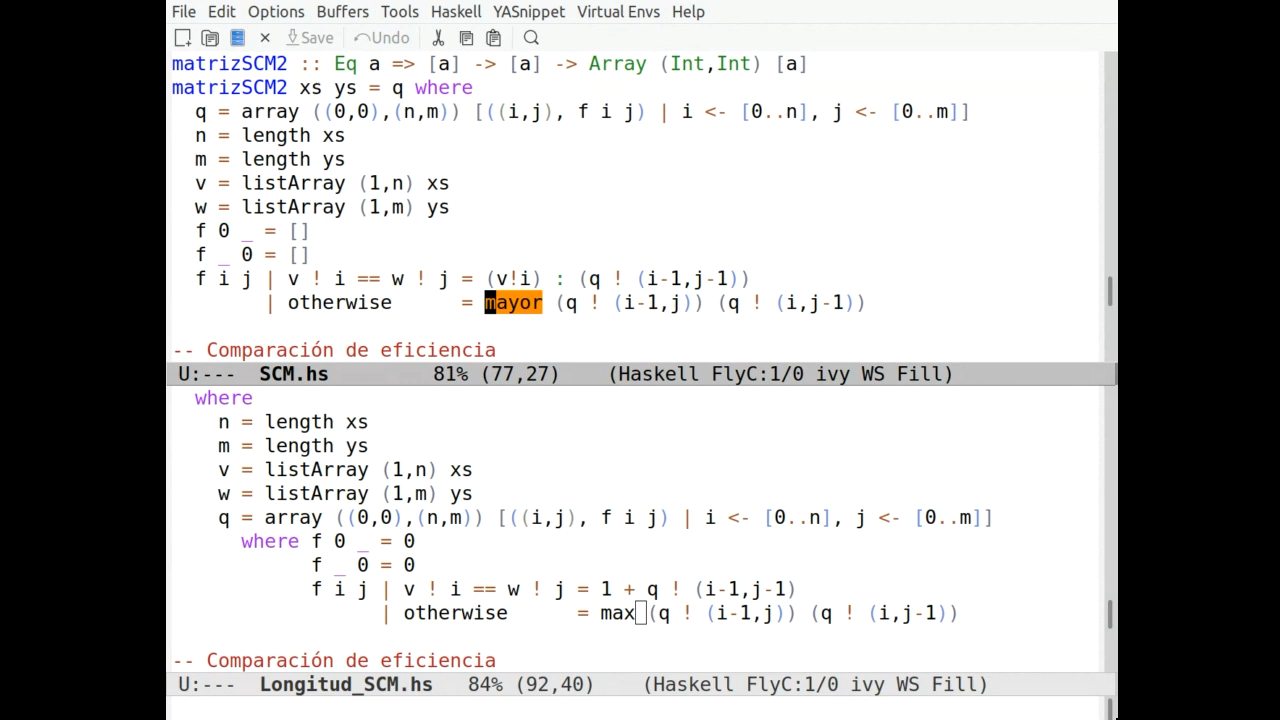 File Edit Options Buffers Tools Haskell YASnippet Virtual Envs Help
Save Undo
matrizSCM2 :: Eq a => [a] -> [a] -> Array (Int,Int) [a]
matrizSCM2 xs ys = q where
  q = array ((0,0),(n,m)) [((i,j), f i j) | i <- [0..n], j <- [0..m]]
  n = length xs
  m = length ys
  v = listArray (1,n) xs
  w = listArray (1,m) ys
  f 0 _ = []
  f _ 0 = []
  f i j | v ! i == w ! j = (v!i) : (q ! (i-1,j-1))
        | otherwise      = mayor (q ! (i-1,j)) (q ! (i,j-1))
-- Comparación de eficiencia
U:---  SCM.hs         81% (77,27)    (Haskell FlyC:1/0 ivy WS Fill)
  where
    n = length xs
    m = length ys
    v = listArray (1,n) xs
    w = listArray (1,m) ys
    q = array ((0,0),(n,m)) [((i,j), f i j) | i <- [0..n], j <- [0..m]]
      where f 0 _ = 0
            f _ 0 = 0
            f i j | v ! i == w ! j = 1 + q ! (i-1,j-1)
                  | otherwise      = max (q ! (i-1,j)) (q ! (i,j-1))
-- Comparación de eficiencia
U:---  Longitud_SCM.hs   84% (92,40)    (Haskell FlyC:1/0 ivy WS Fill)